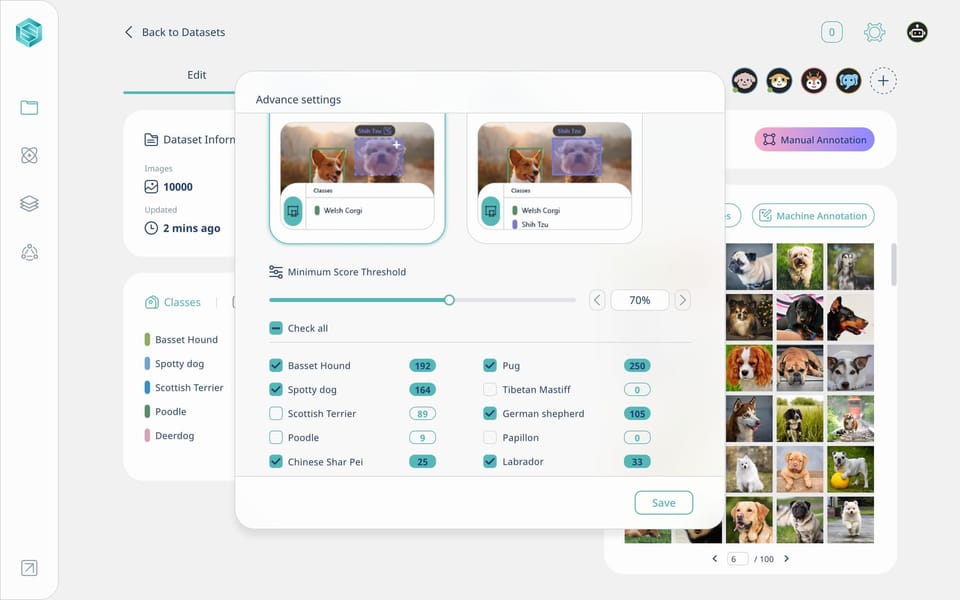 Back to Datasets
0
Edit
Advance settings
Dataset Inforn
Images
10000
Updated
2 mins ago
Manual Annotation
Shih Tzu
Classes
Welsh Corgi
Shih Tzu
Classes
Welsh Corgi
Shih Tzu
s
Machine Annotation
Minimum Score Threshold
70%
Check all
Classes
Basset Hound
Spotty dog
Scottish Terrier
Poodle
Deerdog
Basset Hound 192
Pug 250
Spotty dog 164
Tibetan Mastiff 0
Scottish Terrier 89
German shepherd 105
Poodle 9
Papillon 0
Chinese Shar Pei 25
Labrador 33
Save
6 / 100